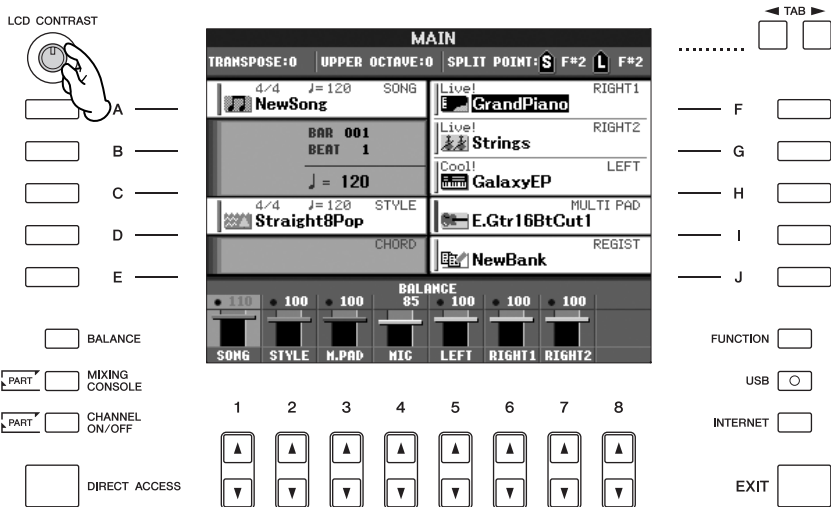 ◄ TAB ►
LCD CONTRAST
MAIN
TRANSPOSE:0 UPPER OCTAVE:0 SPLIT POINT: S F#2 L F#2
4/4 ♩=120 SONG
NewSong
BAR 001
BEAT 1
♩ = 120
4/4 ♩=120 STYLE
Straight8Pop
CHORD
Live! RIGHT1
GrandPiano
Live! RIGHT2
Strings
Cool! LEFT
GalaxyEP
MULTI PAD
E.Gtr16BtCut1
REGIST
NewBank
BALANCE
110 100 100 85 100 100 100
SONG STYLE M.PAD MIC LEFT RIGHT1 RIGHT2
A
B
C
D
E
F
G
H
I
J
BALANCE
PART MIXING CONSOLE
PART CHANNEL ON/OFF
DIRECT ACCESS
1 2 3 4 5 6 7 8
FUNCTION
USB
INTERNET
EXIT